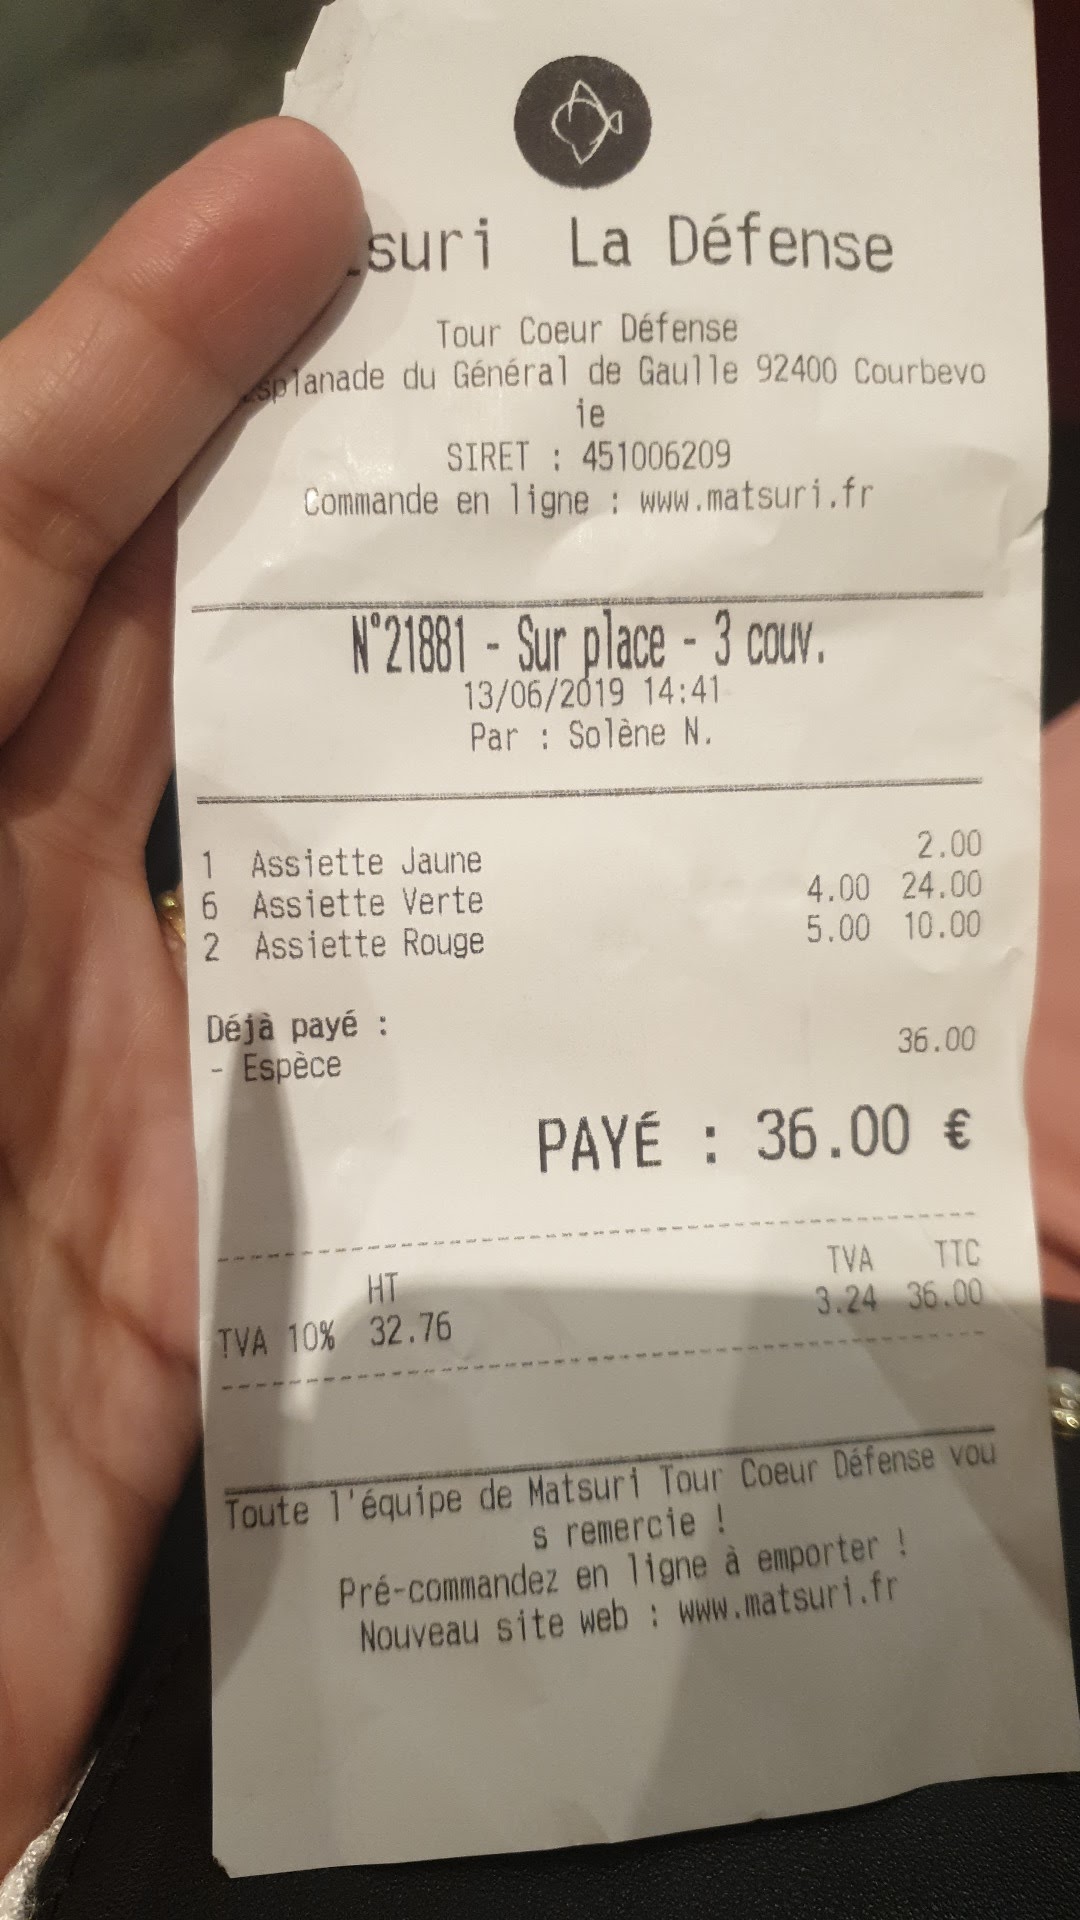 La Défense
Tour Coeur Défense
du Général de Gaulle 92400 Courbevo
ie
SIRET : 451006209
Commande en ligne : www.matsuri.fr
N°21881 - Sur place - 3 couv.
13/06/2019 14:41
Par : Solène N.
1 Assiette Jaune 2.00
6 Assiette Verte 4.00 24.00
2 Assiette Rouge 5.00 10.00
Déjà payé :
- Espèce 36.00
PAYÉ : 36.00 €
HT TVA TTC
TVA 10% 32.76 3.24 36.00
Toute l'équipe de Matsuri Tour Coeur Défense vou
s remercie !
Pré-commandez en ligne à emporter !
Nouveau site web : www.matsuri.fr